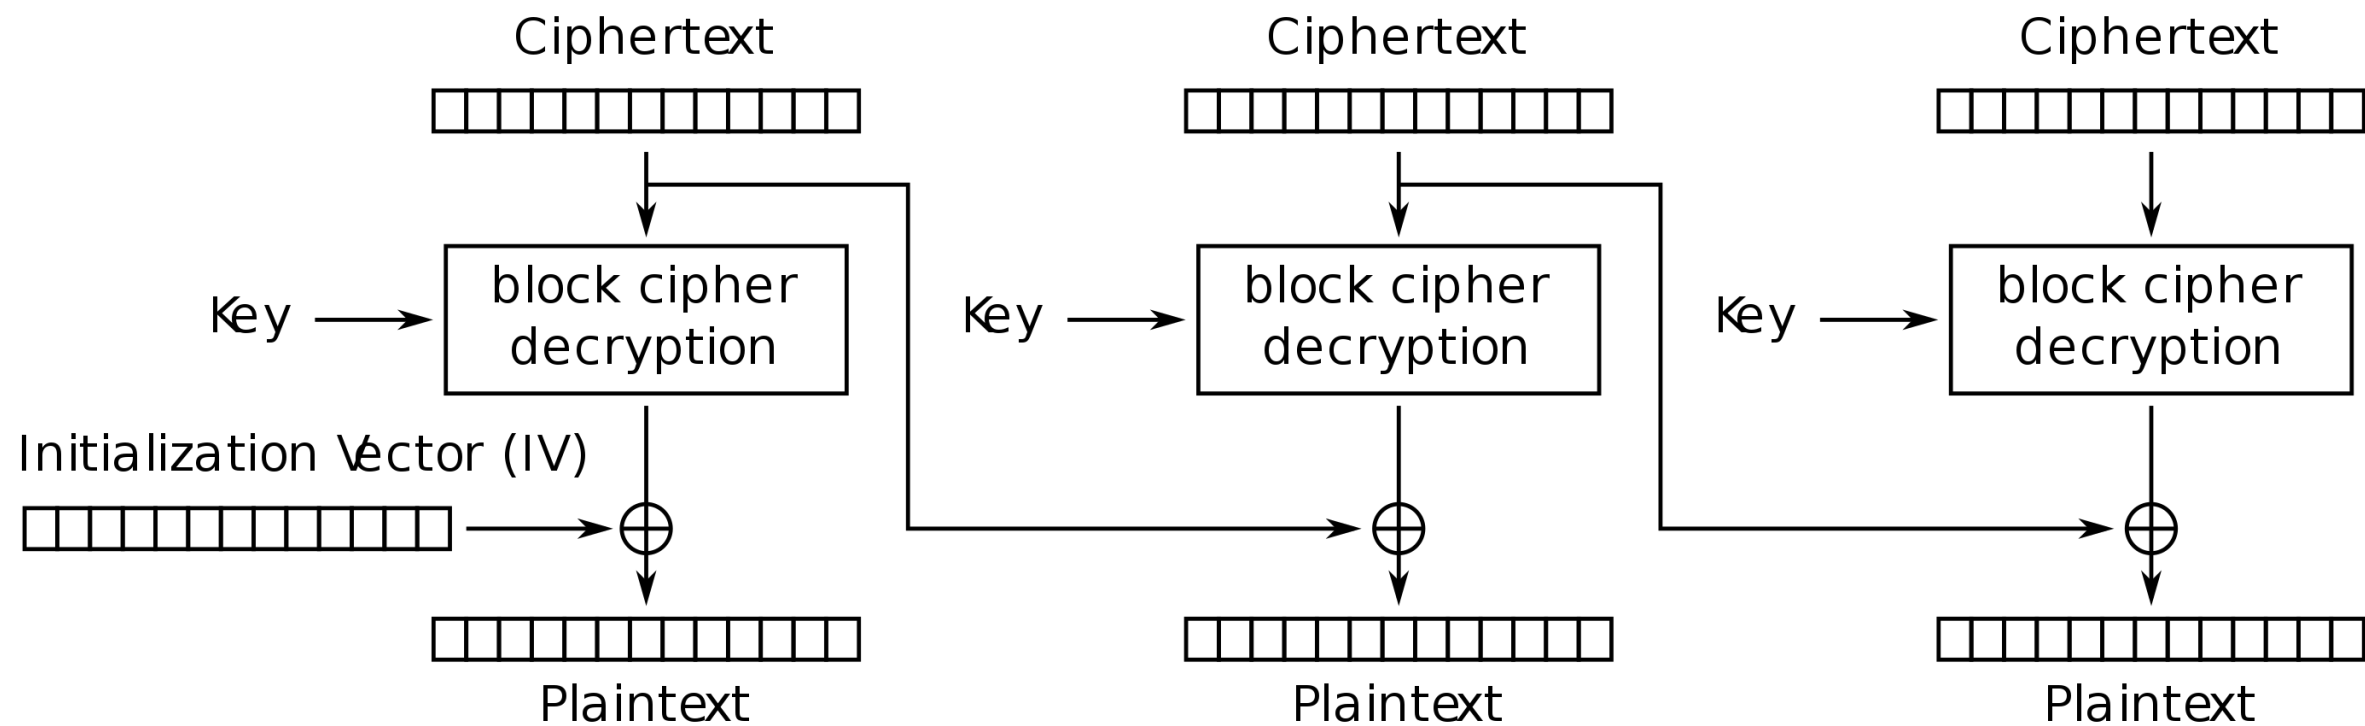 Ciphertext
Ciphertext
Ciphertext
block cipher
decryption
block cipher
decryption
block cipher
decryption
Key
Key
Key
Initialization Vector (IV)
Plaintext
Plaintext
Plaintext